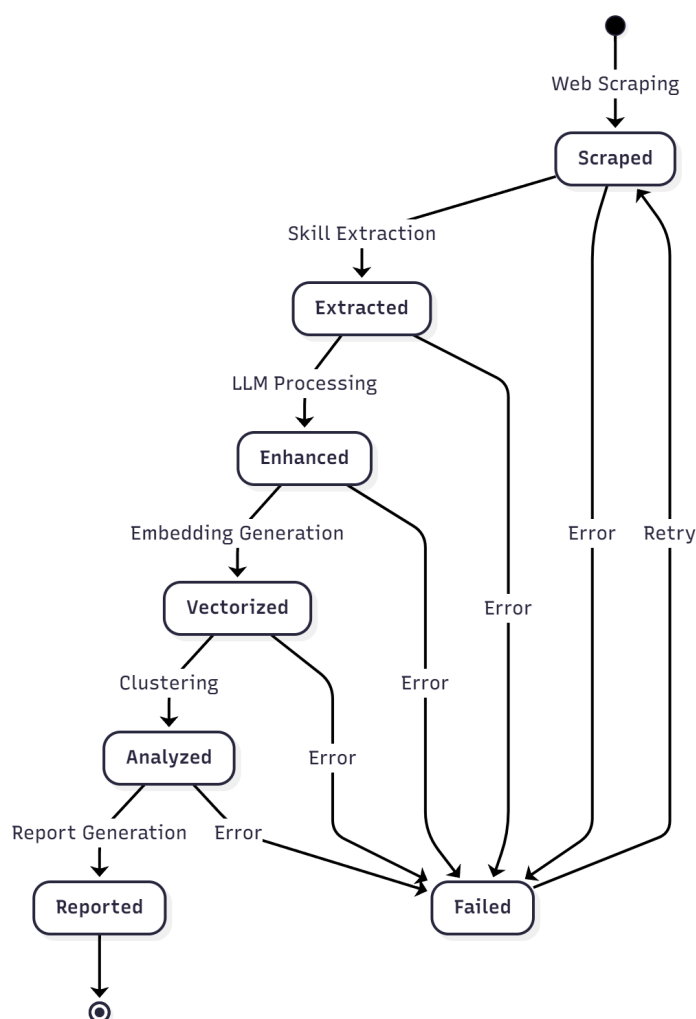 Web Scraping
Scraped
Skill Extraction
Extracted
LLM Processing
Enhanced
Embedding Generation
Error
Retry
Vectorized
Error
Clustering
Error
Analyzed
Error
Report Generation
Error
Reported
Failed